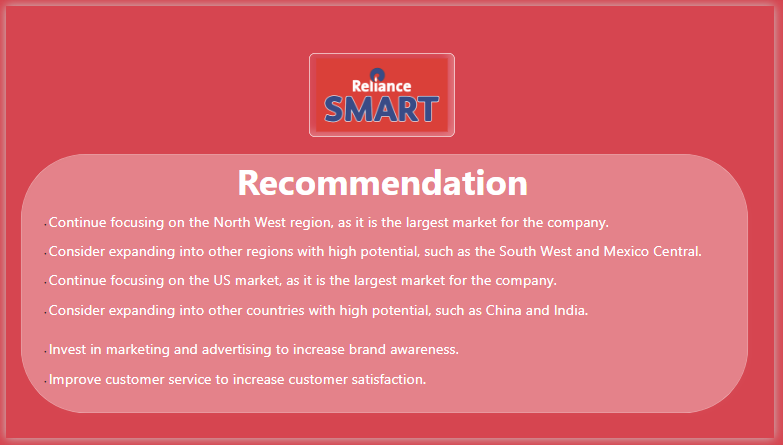 Reliance
SMART
Recommendation
·Continue focusing on the North West region, as it is the largest market for the company.
·Consider expanding into other regions with high potential, such as the South West and Mexico Central.
·Continue focusing on the US market, as it is the largest market for the company.
·Consider expanding into other countries with high potential, such as China and India.
·Invest in marketing and advertising to increase brand awareness.
·Improve customer service to increase customer satisfaction.